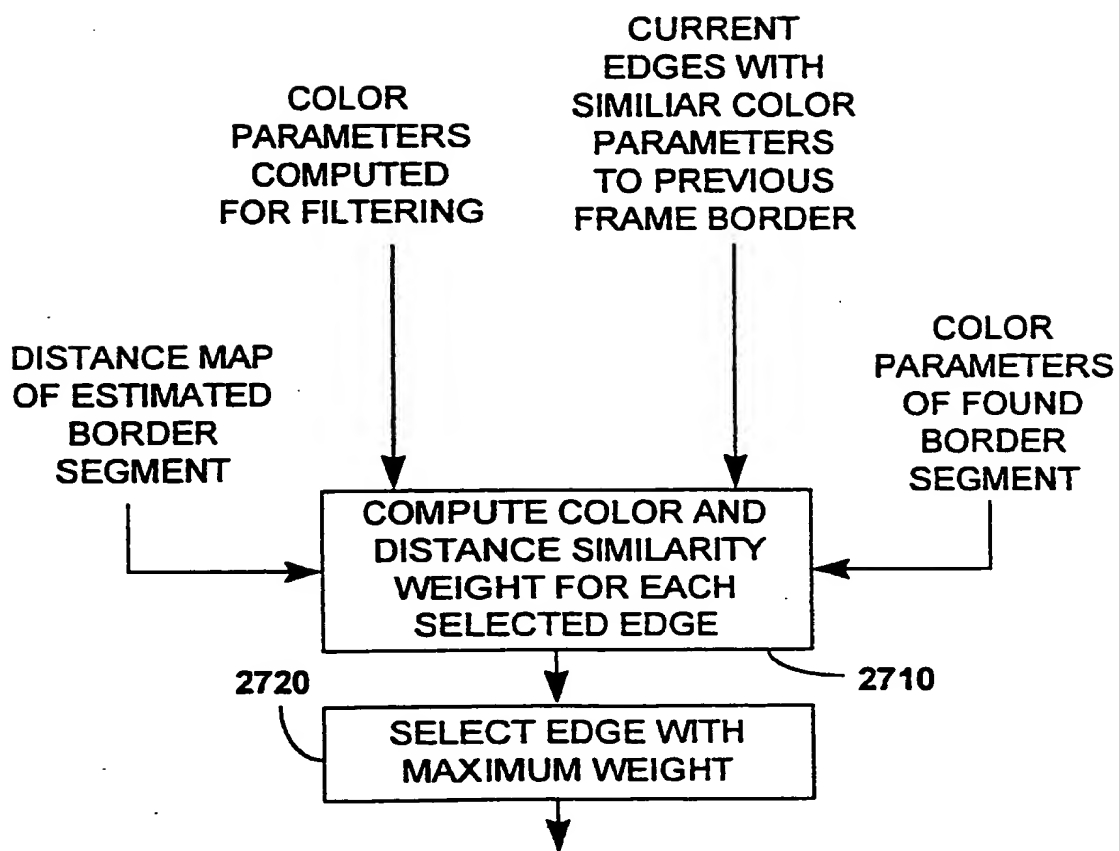 COLOR
PARAMETERS
COMPUTED
FOR FILTERING
CURRENT
EDGES WITH
SIMILIAR COLOR
PARAMETERS
TO PREVIOUS
FRAME BORDER
DISTANCE MAP
OF ESTIMATED
BORDER
SEGMENT
COLOR
PARAMETERS
OF FOUND
BORDER
SEGMENT
COMPUTE COLOR AND
DISTANCE SIMILARITY
WEIGHT FOR EACH
SELECTED EDGE
2710
2720
SELECT EDGE WITH
MAXIMUM WEIGHT